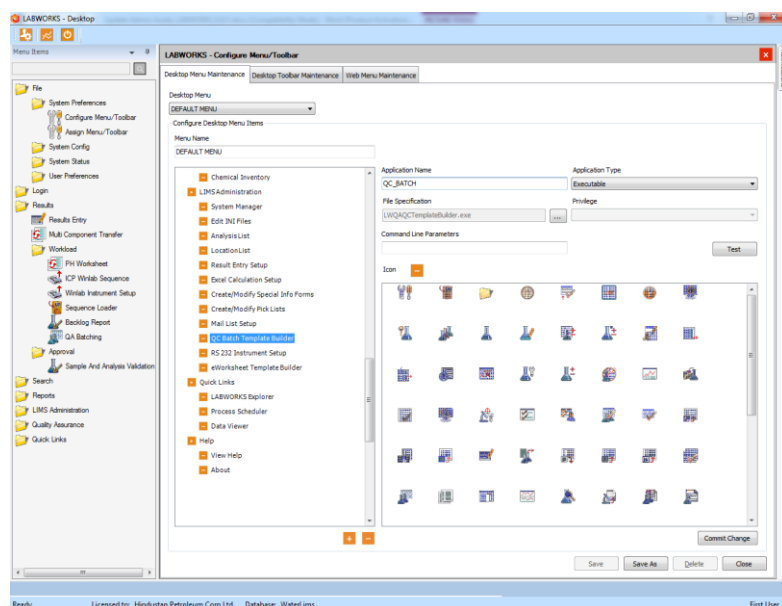 LABWORKS - Desktop
Menu Items
File
System Preferences
Configure Menu/Toolbar
Assign Menu/Toolbar
System Config
System Status
User Preferences
Login
Results
Results Entry
Multi Component Transfer
Workload
PH Worksheet
ICP Winlab Sequence
Winlab Instrument Setup
Sequence Loader
Backlog Report
QA Batching
Approval
Sample And Analysis Validation
Search
Reports
LIMS Administration
Quality Assurance
Quick Links
LABWORKS - Configure Menu/Toolbar
Desktop Menu Maintenance Desktop Toolbar Maintenance Web Menu Maintenance
Desktop Menu
DEFAULT MENU
Configure Desktop Menu Items
Menu Name
DEFAULT MENU
Chemical Inventory
LIMS Administration
System Manager
Edit INI Files
Analysis List
Location List
Result Entry Setup
Excel Calculation Setup
Create/Modify Special Info Forms
Create/Modify Pick Lists
Mail List Setup
QC Batch Template Builder
RS 232 Instrument Setup
eWorksheet Template Builder
Quick Links
LABWORKS Explorer
Process Scheduler
Data Viewer
Help
View Help
About
Application Name Application Type
QC_BATCH Executable
File Specification Privilege
LWQAQCTemplateBuilder.exe ...
Command Line Parameters
Test
Icon
Commit Change
Save Save As Delete Close
Ready Licensed to: Hindustan Petroleum Corp Ltd. Database: WaterLims First User